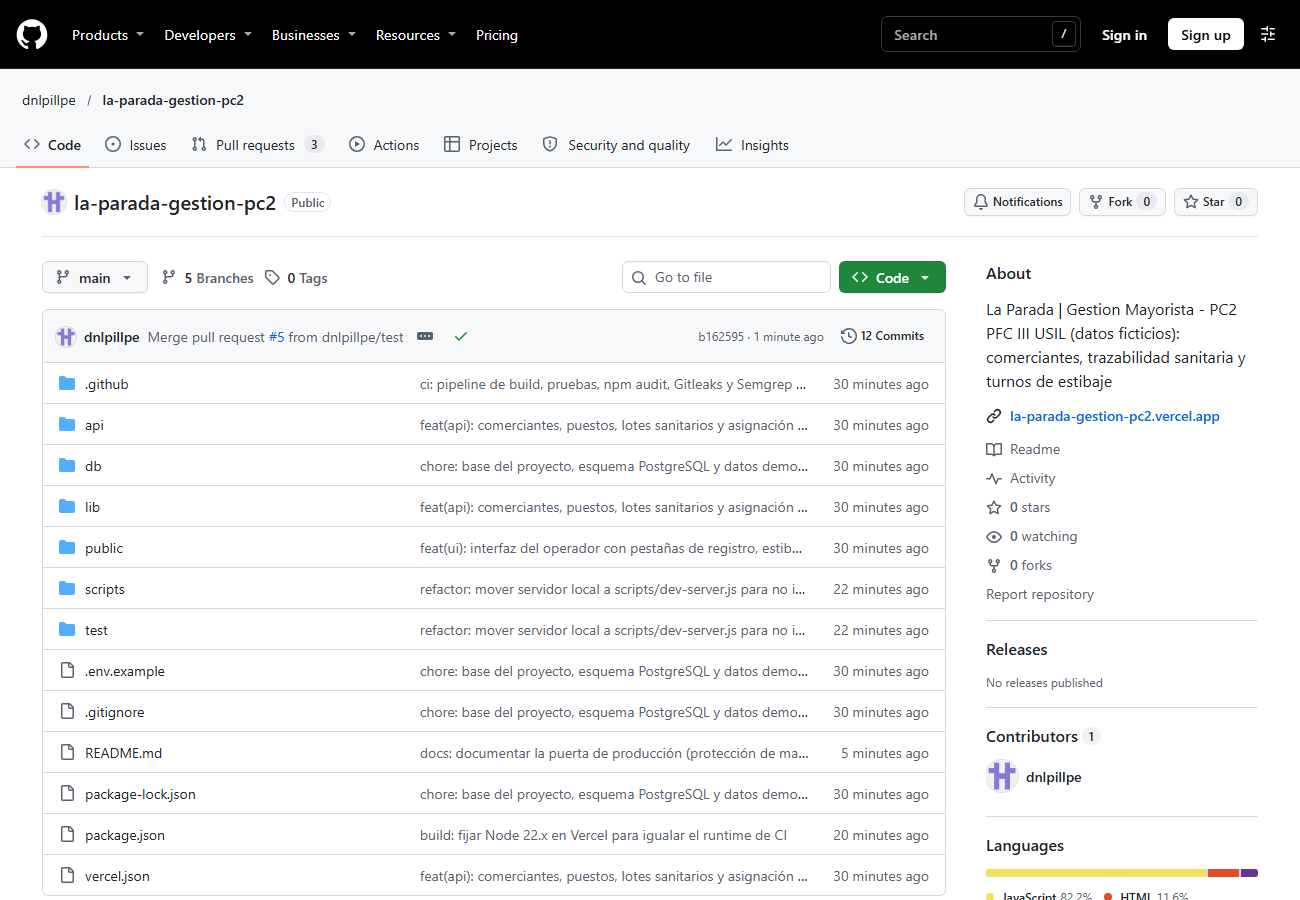 Products Developers Businesses Resources Pricing Search / Sign in Sign up
dnlpillpe / la-parada-gestion-pc2
Code Issues Pull requests 3 Actions Projects Security and quality Insights
la-parada-gestion-pc2 Public Notifications Fork 0 Star 0
main 5 Branches 0 Tags Go to file Code
dnlpillpe Merge pull request #5 from dnlpillpe/test b162595 · 1 minute ago 12 Commits
.github ci: pipeline de build, pruebas, npm audit, Gitleaks y Semgrep ... 30 minutes ago
api feat(api): comerciantes, puestos, lotes sanitarios y asignación ... 30 minutes ago
db chore: base del proyecto, esquema PostgreSQL y datos demo... 30 minutes ago
lib feat(api): comerciantes, puestos, lotes sanitarios y asignación ... 30 minutes ago
public feat(ui): interfaz del operador con pestañas de registro, estib... 30 minutes ago
scripts refactor: mover servidor local a scripts/dev-server.js para no i... 22 minutes ago
test refactor: mover servidor local a scripts/dev-server.js para no i... 22 minutes ago
.env.example chore: base del proyecto, esquema PostgreSQL y datos demo... 30 minutes ago
.gitignore chore: base del proyecto, esquema PostgreSQL y datos demo... 30 minutes ago
README.md docs: documentar la puerta de producción (protección de ma... 5 minutes ago
package-lock.json chore: base del proyecto, esquema PostgreSQL y datos demo... 30 minutes ago
package.json build: fijar Node 22.x en Vercel para igualar el runtime de CI 20 minutes ago
vercel.json feat(api): comerciantes, puestos, lotes sanitarios y asignación ... 30 minutes ago
About
La Parada | Gestion Mayorista - PC2
PFC III USIL (datos ficticios):
comerciantes, trazabilidad sanitaria y
turnos de estibaje
la-parada-gestion-pc2.vercel.app
Readme
Activity
0 stars
0 watching
0 forks
Report repository
Releases
No releases published
Contributors 1
dnlpillpe
Languages
JavaScript 82.2% HTML 11.6%